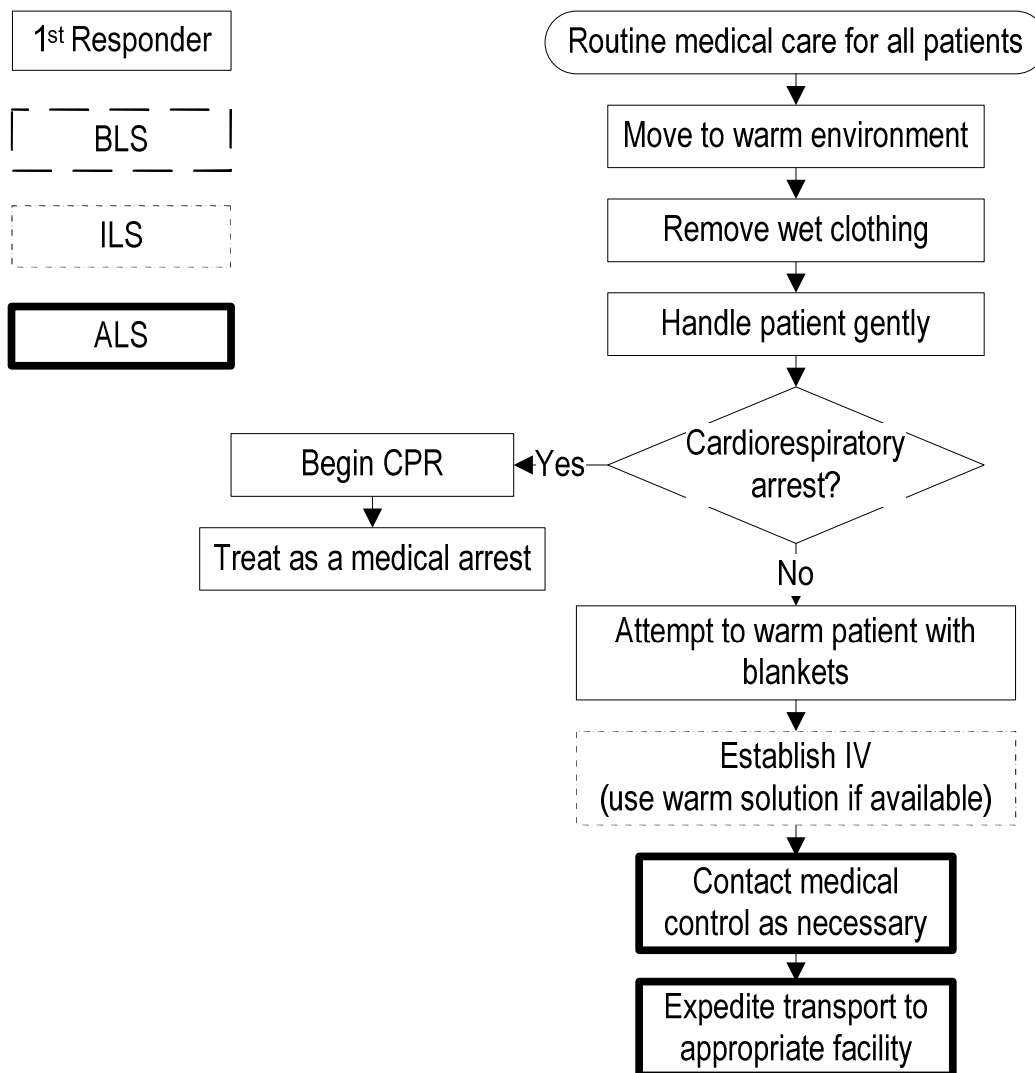 1st Responder
BLS
ILS
ALS
Routine medical care for all patients
Move to warm environment
Remove wet clothing
Handle patient gently
Cardiorespiratory
arrest?
Yes
Begin CPR
Treat as a medical arrest
No
Attempt to warm patient with
blankets
Establish IV
(use warm solution if available)
Contact medical
control as necessary
Expedite transport to
appropriate facility